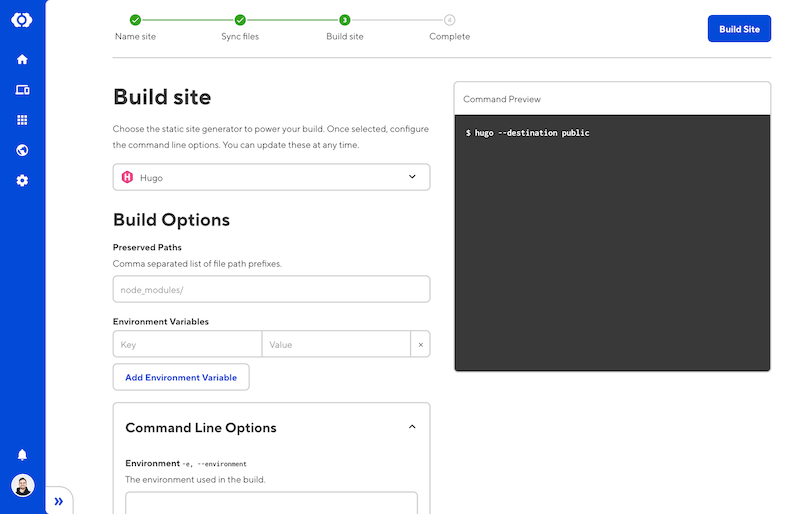 Name site
Sync files
3
Build site
4
Complete
Build Site
Build site
Choose the static site generator to power your build. Once selected, configure
the command line options. You can update these at any time.
Hugo
Build Options
Preserved Paths
Comma separated list of file path prefixes.
node_modules/
Environment Variables
Key
Value
×
Add Environment Variable
Command Line Options
Environment -e, --environment
The environment used in the build.
Command Preview
$ hugo --destination public